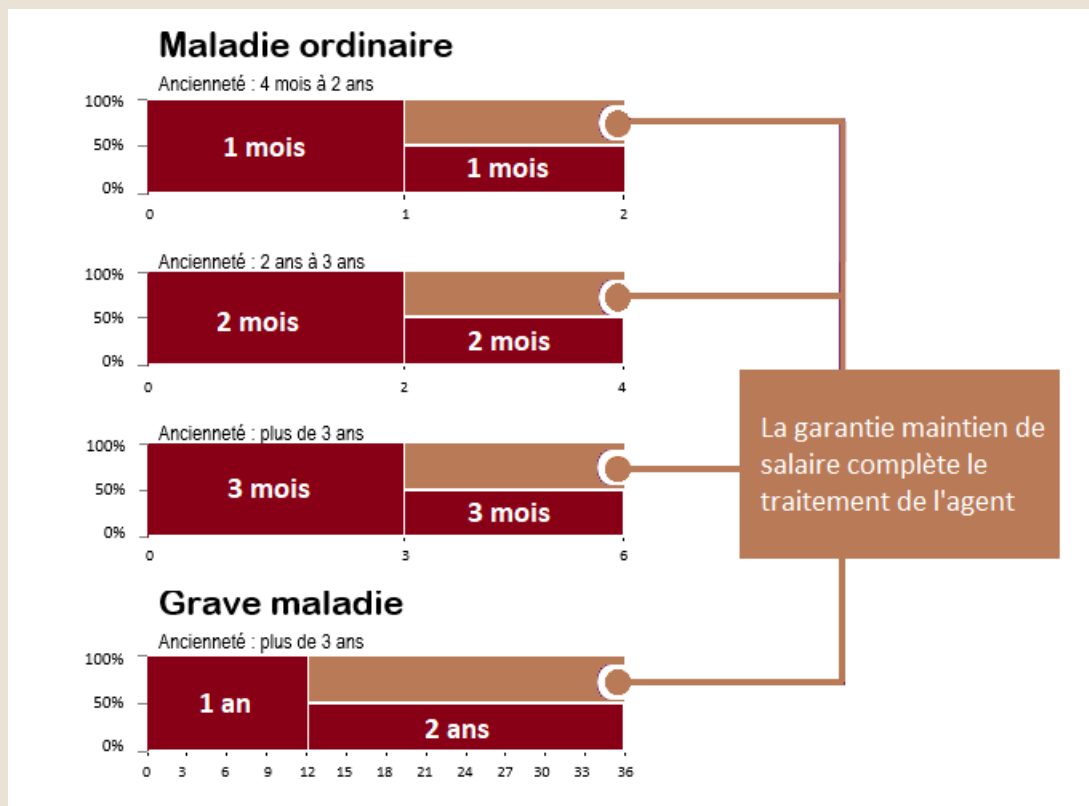 Maladie ordinaire
Ancienneté : 4 mois à 2 ans
100%
50%
0%
1 mois
1 mois
0 1 2
Ancienneté : 2 ans à 3 ans
100%
50%
0%
2 mois
2 mois
0 2 4
Ancienneté : plus de 3 ans
100%
50%
0%
3 mois
3 mois
0 3 6
La garantie maintien de
salaire complète le
traitement de l'agent
Grave maladie
Ancienneté : plus de 3 ans
100%
50%
0%
1 an
2 ans
0 3 6 9 12 15 18 21 24 27 30 33 36